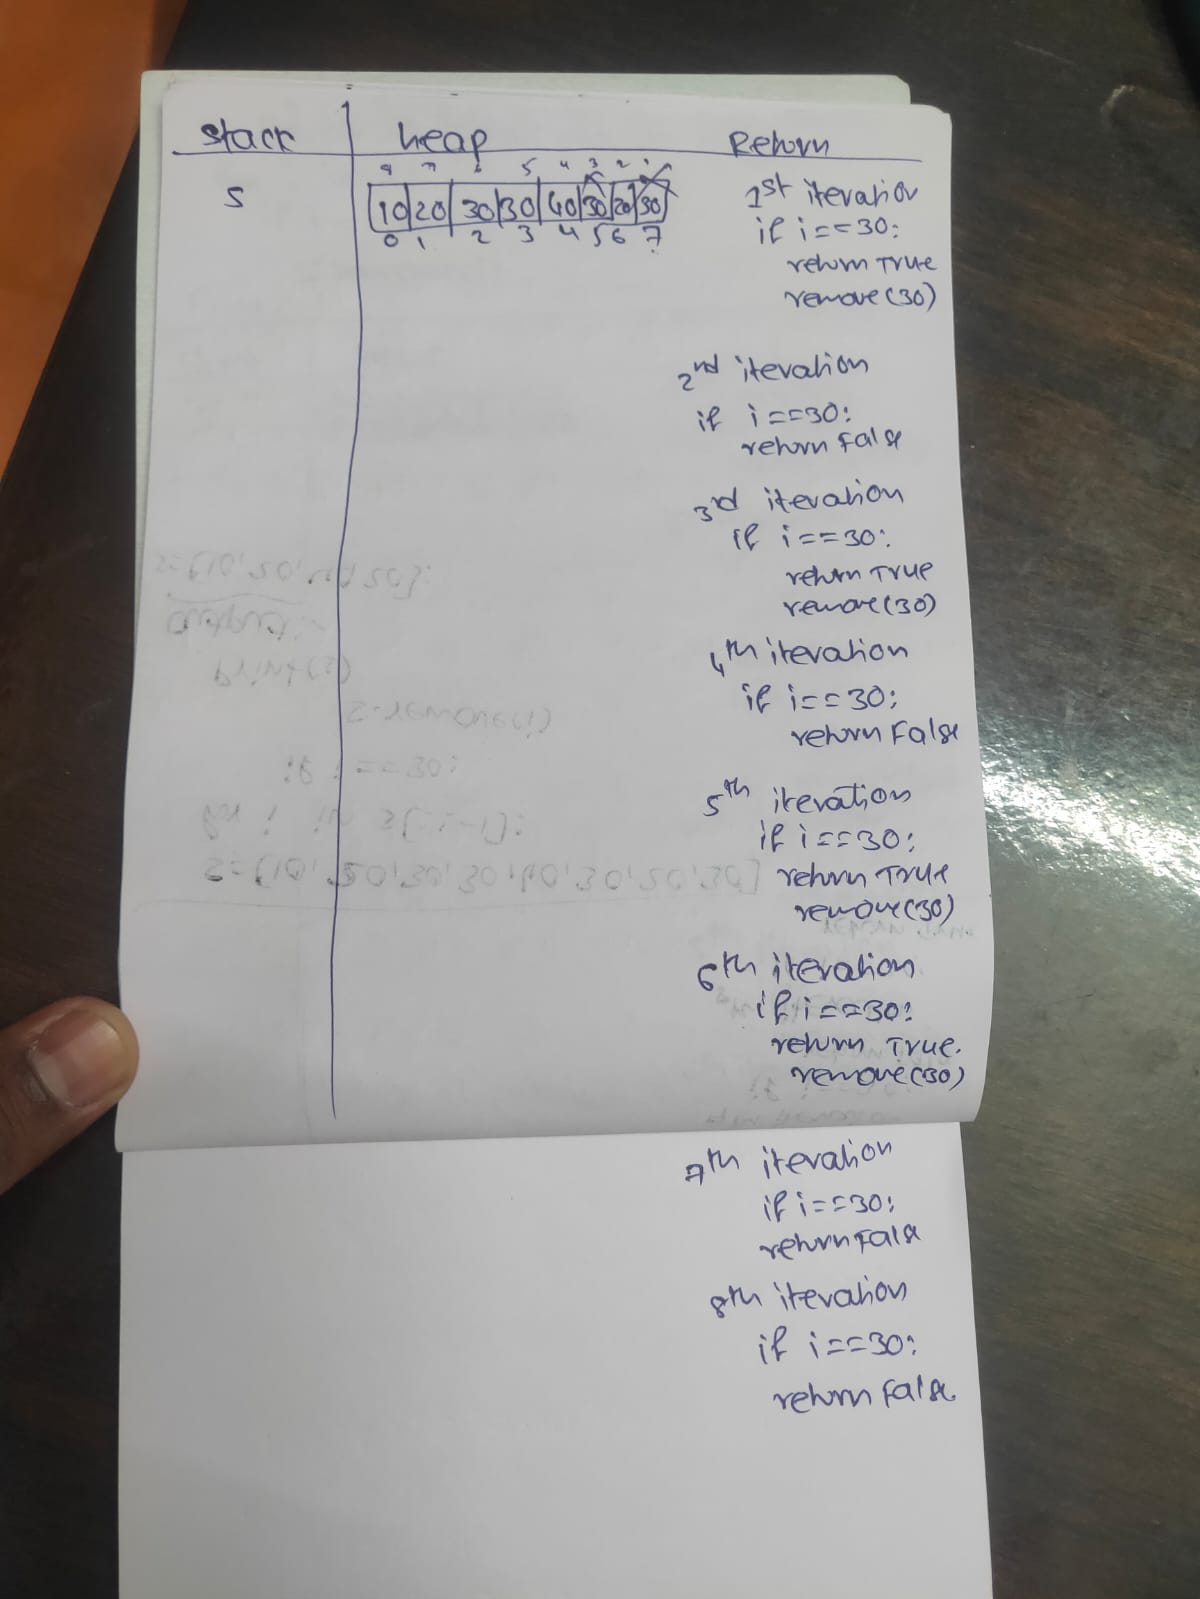 stack heap Return
8 7 6 5 4 3 2 1
S 10 20 30 30 40 30 20 30
0 1 2 3 4 5 6 7
1st iteration
if i==30:
return True
remove(30)
2nd iteration
if i==30:
return False
3rd iteration
if i==30:
return True
remove(30)
4th iteration
if i==30:
return False
5th iteration
if i==30:
return True
remove(30)
6th iteration
if i==30:
return True.
remove(30)
7th iteration
if i==30:
return False
8th iteration
if i==30:
return False